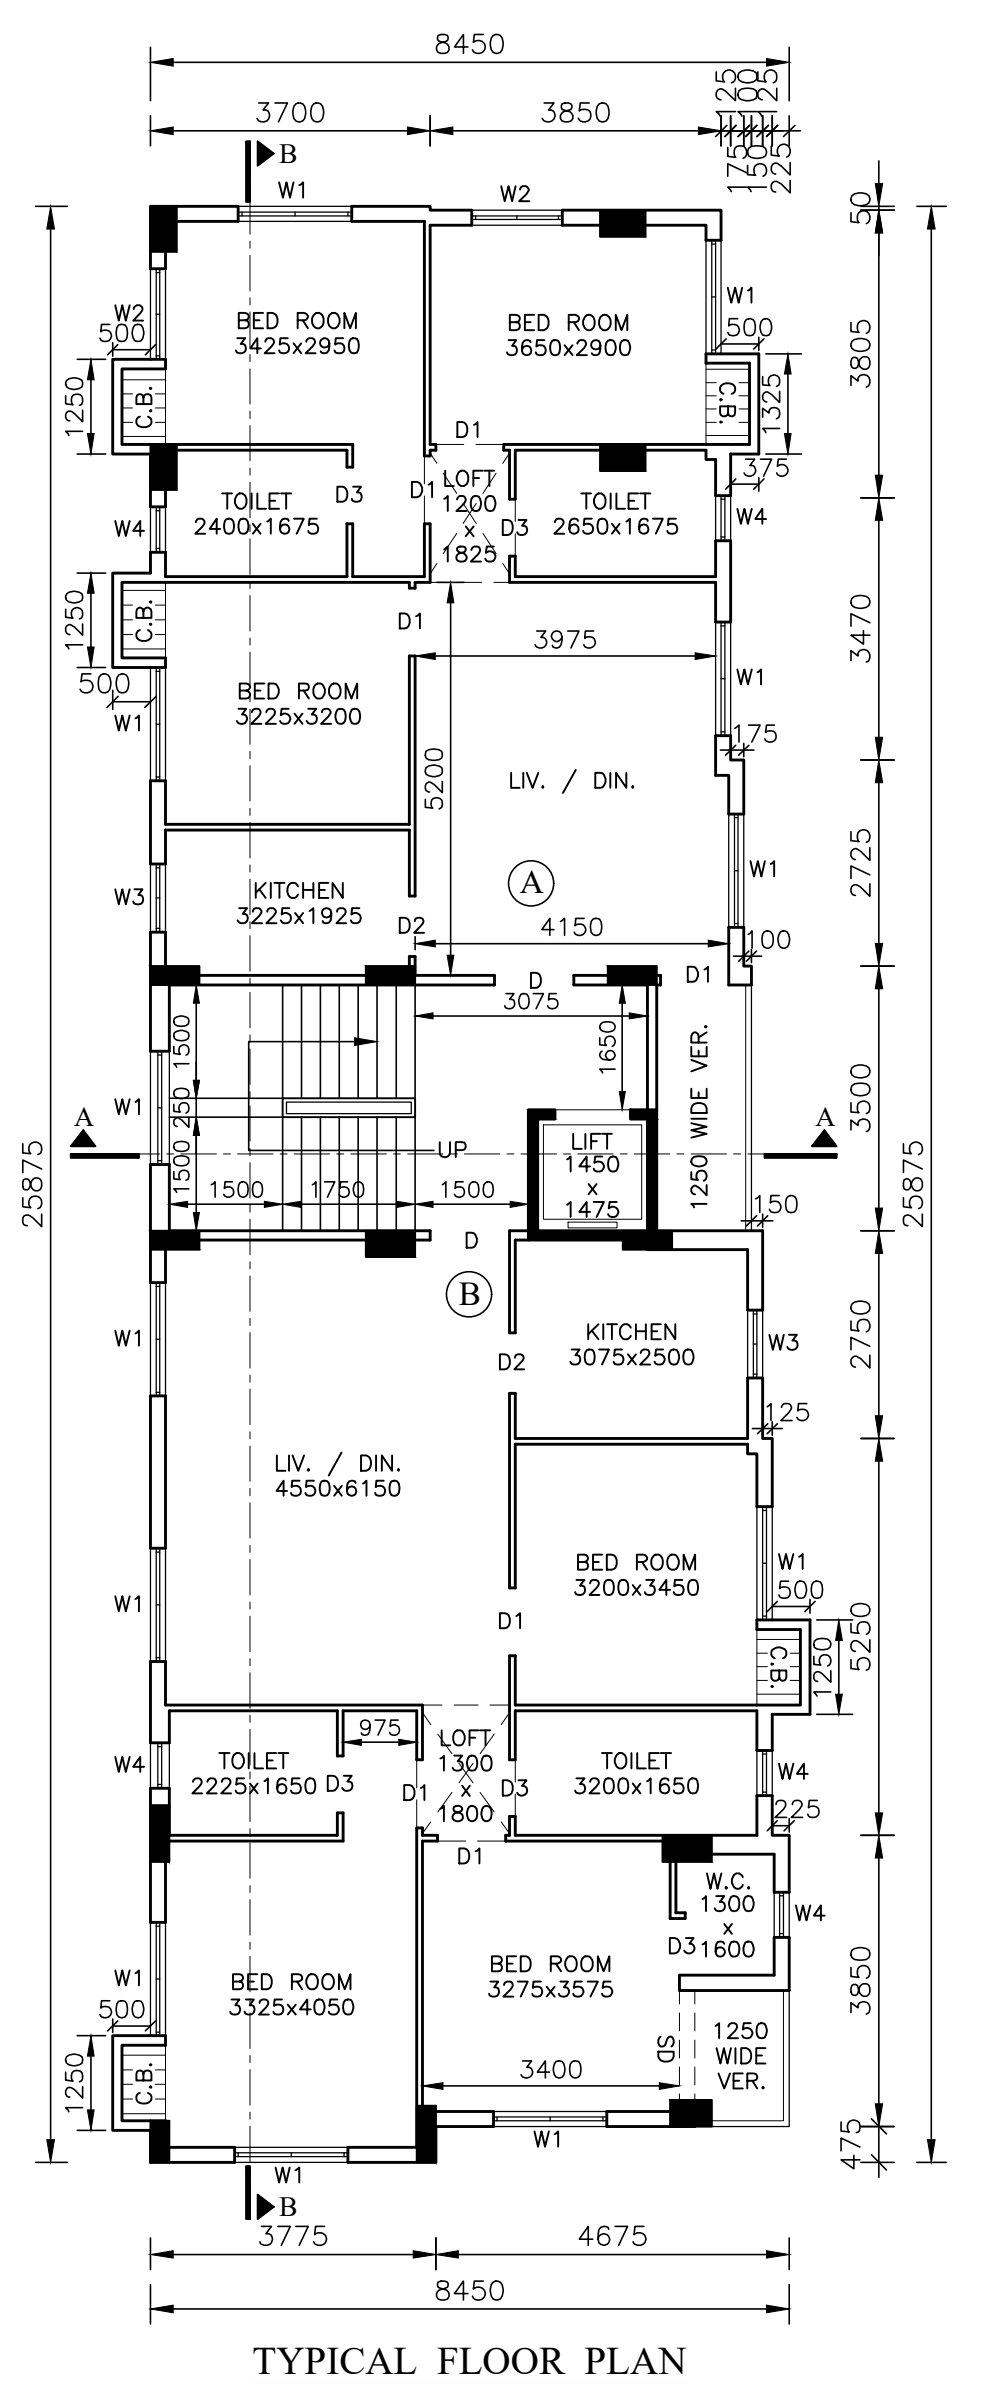 8450
3700
3850
125
175
100
150
125
225
B
W1
W2
50
BED ROOM
3425x2950
BED ROOM
3650x2900
W2
500
W1
500
3805
1250
C.B.
C.B.
1325
D1
375
TOILET
2400x1675
D3
D1
LOFT
1200
x
1825
D3
TOILET
2650x1675
W4
W4
1250
C.B.
D1
3975
3470
500
W1
BED ROOM
3225x3200
W1
175
5200
LIV. / DIN.
W3
KITCHEN
3225x1925
A
W1
2725
D2
4150
100
D
D1
3075
1500
1650
1250 WIDE VER.
3500
W1
250
A
A
25875
25875
1500
UP
LIFT
1450
x
1475
1500
1750
1500
150
D
B
W1
KITCHEN
3075x2500
W3
2750
D2
125
LIV. / DIN.
4550x6150
BED ROOM
3200x3450
W1
500
W1
D1
C.B.
1250
5250
975
LOFT
1300
x
1800
TOILET
2225x1650
D3
D1
D3
TOILET
3200x1650
W4
W4
225
D1
W.C.
1300
x
1600
W4
D3
BED ROOM
3325x4050
BED ROOM
3275x3575
W1
500
3850
1250
C.B.
SD
1250
WIDE
VER.
3400
W1
475
W1
B
3775
4675
8450
TYPICAL FLOOR PLAN